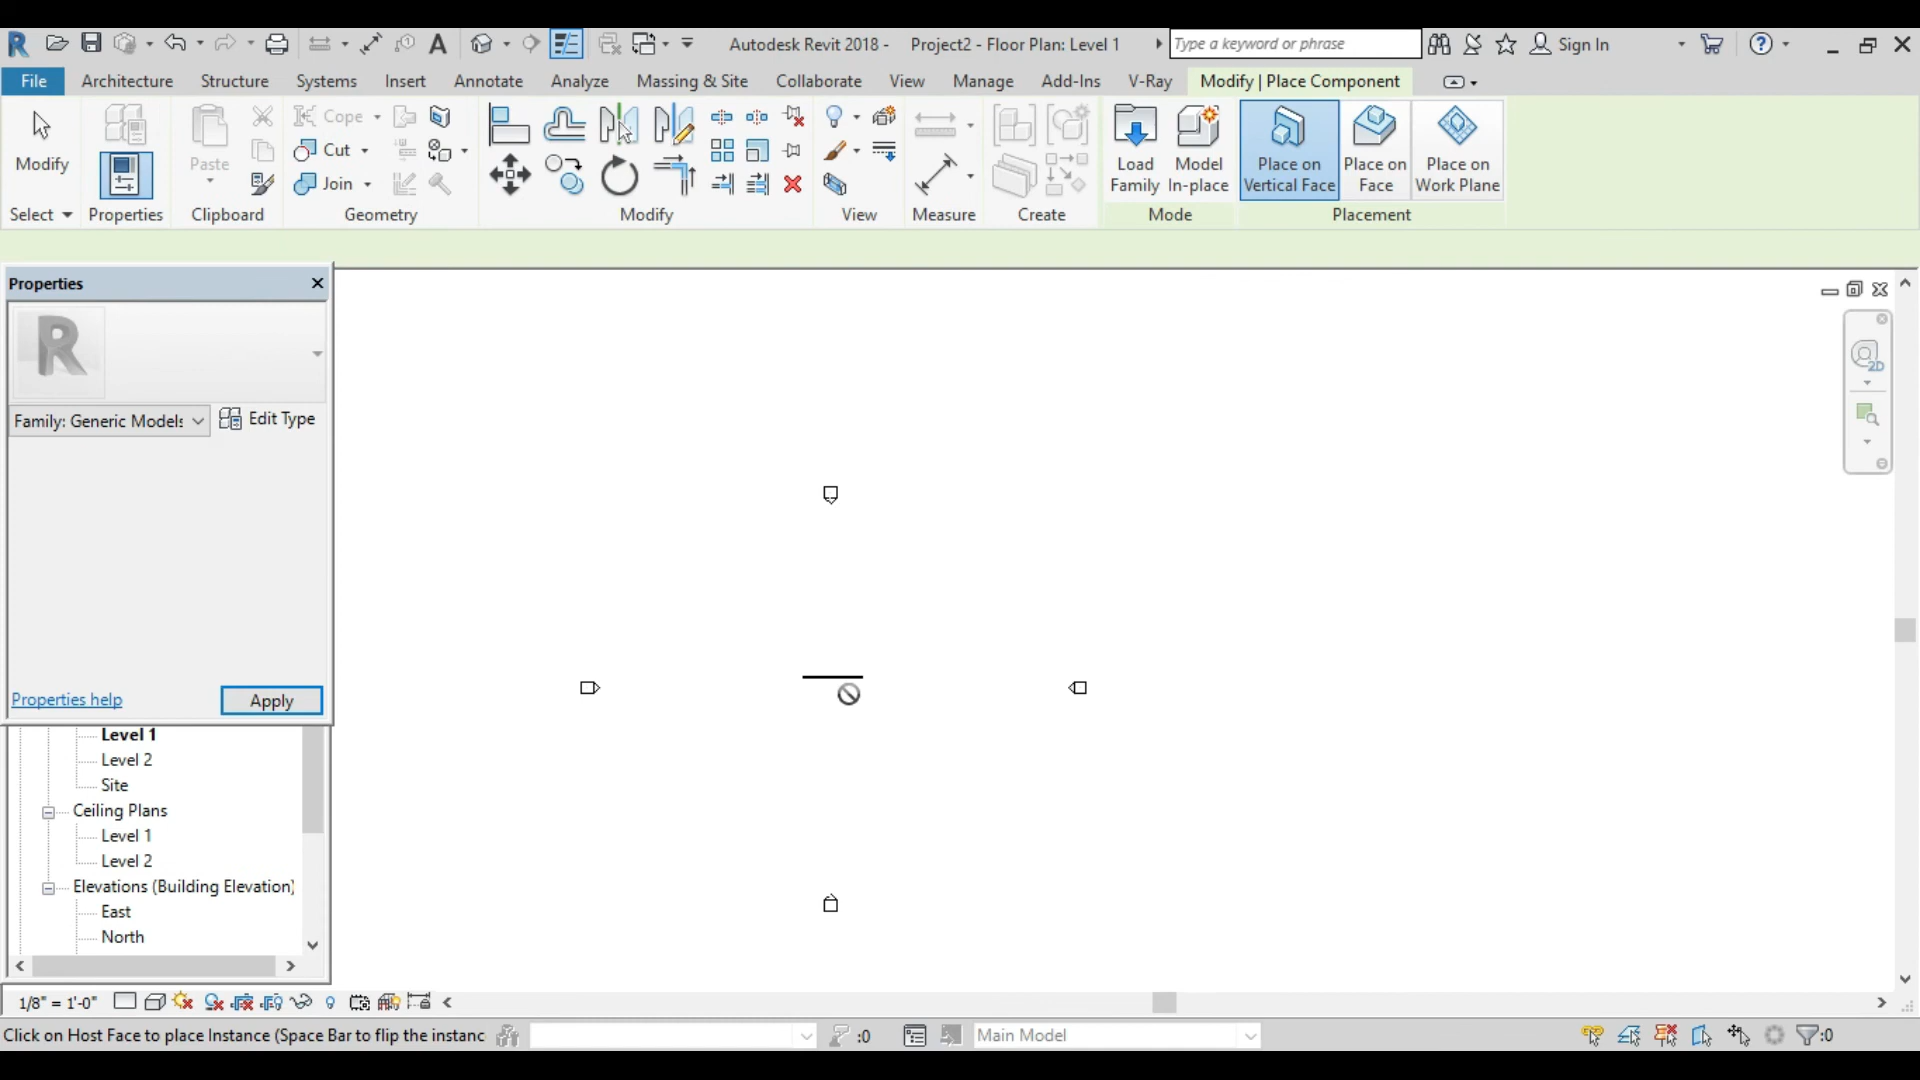 Autodesk Revit 2018 - Project2 - Floor Plan: Level 1
Type a keyword or phrase
Sign In
File Architecture Structure Systems Insert Annotate Analyze Massing & Site Collaborate View Manage Add-Ins V-Ray Modify | Place Component
Modify
Paste
Cope
Cut
Join
Load Family
Model In-place
Place on Vertical Face
Place on Face
Place on Work Plane
Select Properties Clipboard Geometry Modify View Measure Create Mode Placement
Properties
R
Family: Generic Models
Edit Type
2D
Properties help
Apply
Level 1
Level 2
Site
Ceiling Plans
Level 1
Level 2
Elevations (Building Elevation)
East
North
1/8" = 1'-0"
Click on Host Face to place Instance (Space Bar to flip the instanc
:0
Main Model
:0